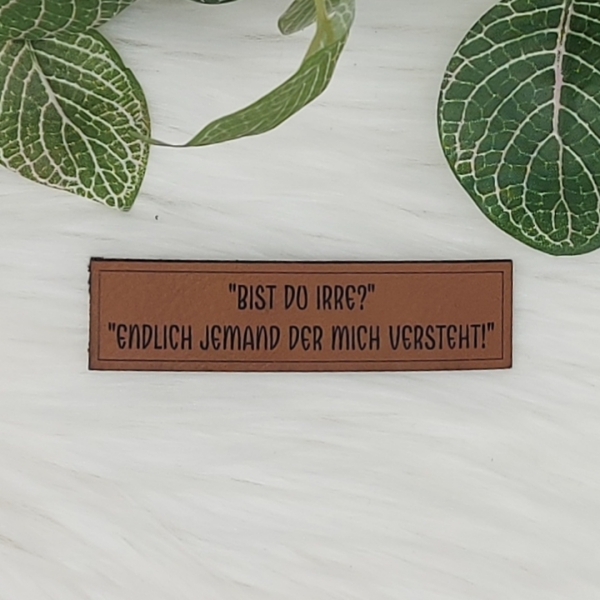 "BIST DU IRRE?"
"ENDLICH JEMAND DER MICH VERSTEHT!"